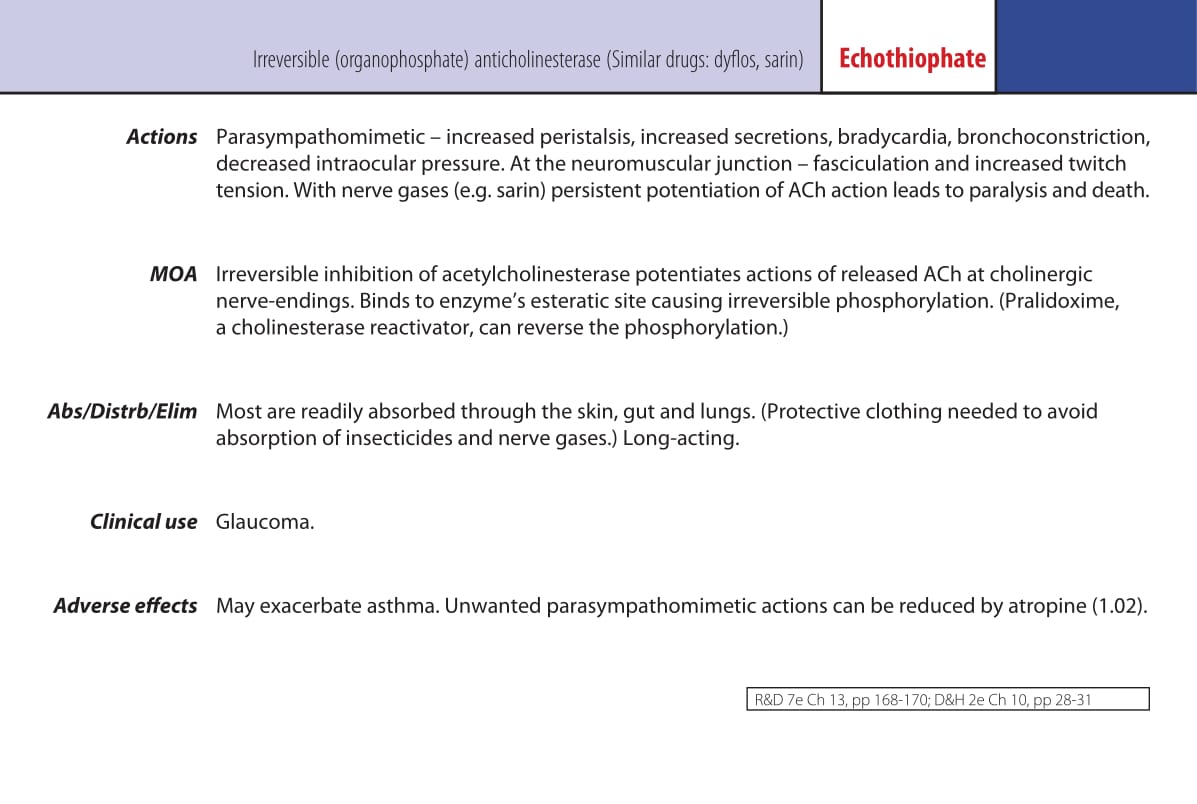 Irreversible (organophosphate) anticholinesterase (Similar drugs: dyflos, sarin) Echothiophate
Actions Parasympathomimetic – increased peristalsis, increased secretions, bradycardia, bronchoconstriction,
decreased intraocular pressure. At the neuromuscular junction – fasciculation and increased twitch
tension. With nerve gases (e.g. sarin) persistent potentiation of ACh action leads to paralysis and death.
MOA Irreversible inhibition of acetylcholinesterase potentiates actions of released ACh at cholinergic
nerve-endings. Binds to enzyme’s esteratic site causing irreversible phosphorylation. (Pralidoxime,
a cholinesterase reactivator, can reverse the phosphorylation.)
Abs/Distrb/Elim Most are readily absorbed through the skin, gut and lungs. (Protective clothing needed to avoid
absorption of insecticides and nerve gases.) Long-acting.
Clinical use Glaucoma.
Adverse effects May exacerbate asthma. Unwanted parasympathomimetic actions can be reduced by atropine (1.02).
R&D 7e Ch 13, pp 168-170; D&H 2e Ch 10, pp 28-31